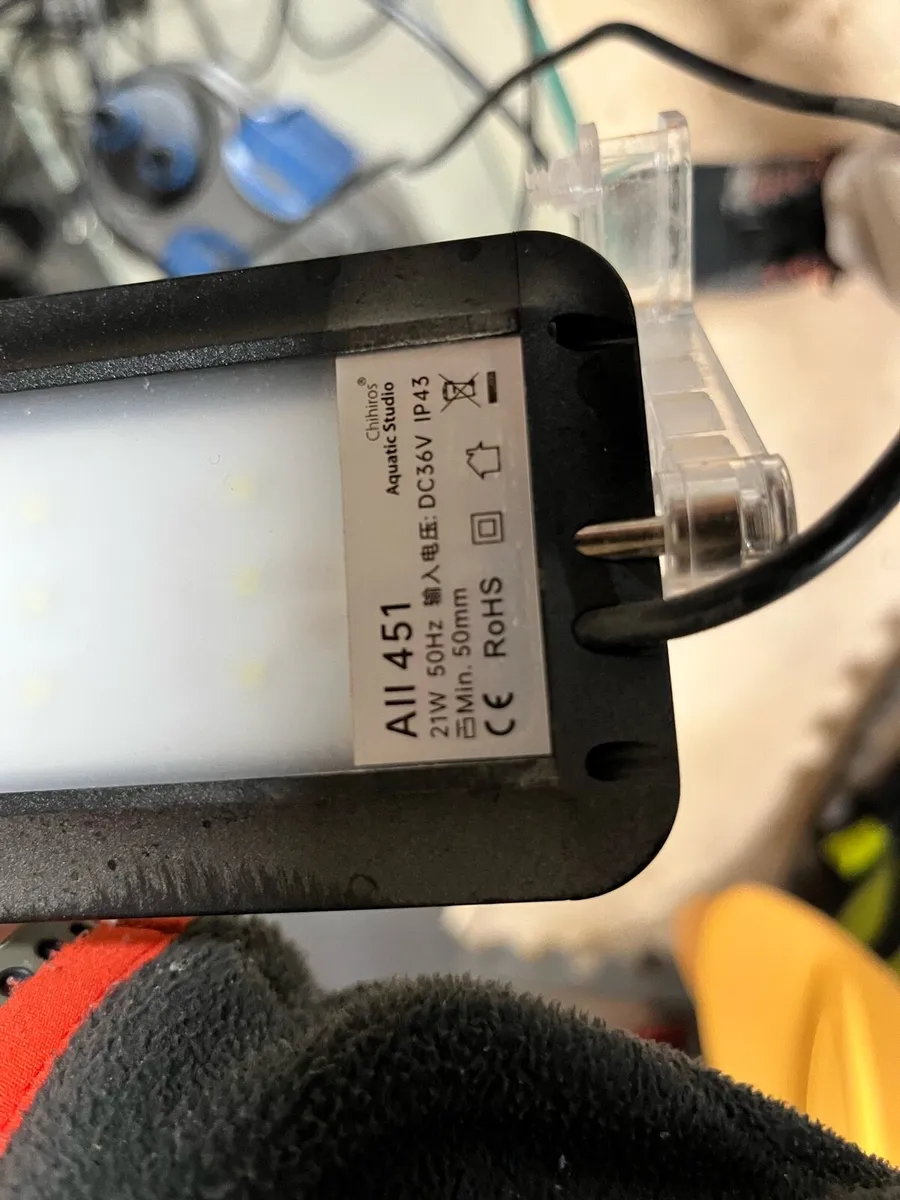 Chihiros®
Aquatic Studio
AII 451
21W 50Hz 输入电压: DC36V IP43
Min. 50mm
CE RoHS